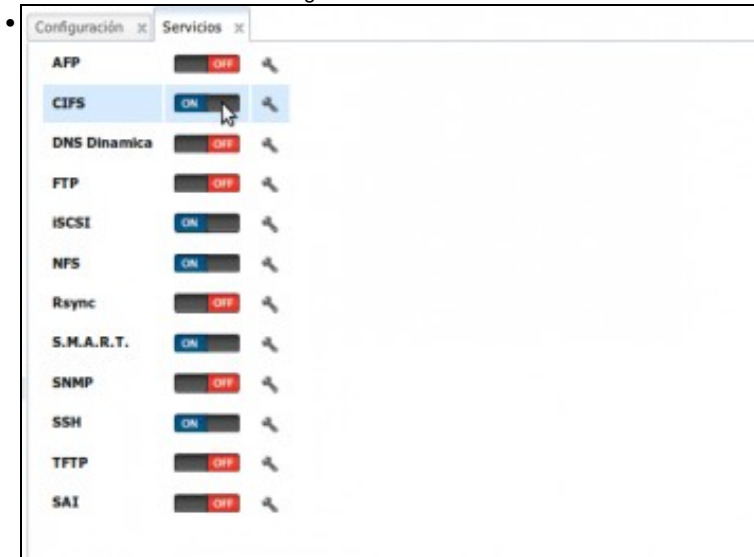 Configuración x Servicios x
AFP OFF
CIFS ON
DNS Dinamica OFF
FTP OFF
iSCSI ON
NFS ON
Rsync OFF
S.M.A.R.T. ON
SNMP OFF
SSH ON
TFTP OFF
SAI OFF